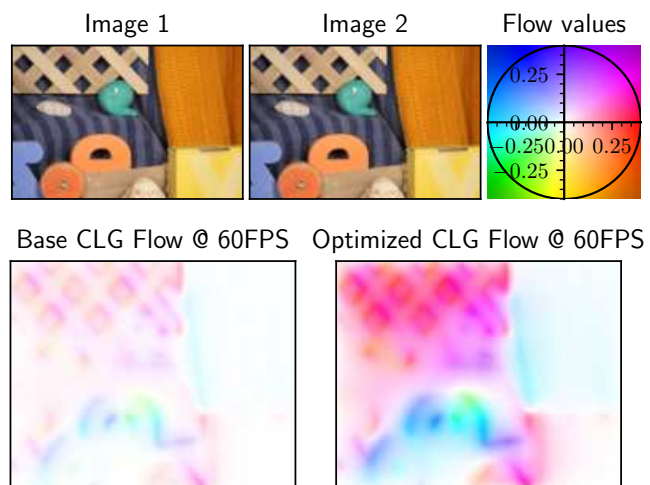 Image 1
Image 2
Flow values
0.25
0.00
−0.25
−0.25
0.00
0.25
Base CLG Flow @ 60FPS
Optimized CLG Flow @ 60FPS